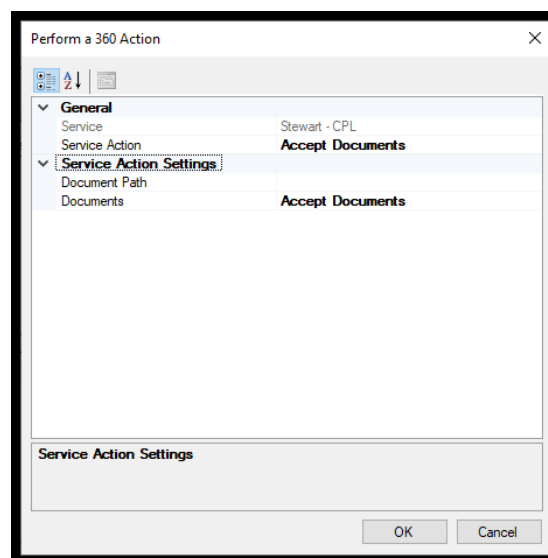 Perform a 360 Action
General
Service Stewart - CPL
Service Action Accept Documents
Service Action Settings
Document Path
Documents Accept Documents
Service Action Settings
OK Cancel